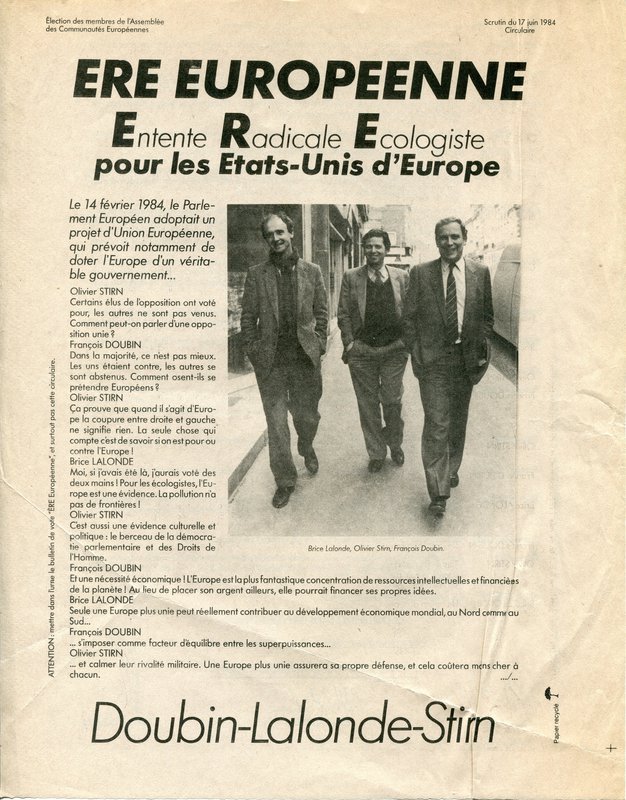 Élection des membres de l'Assemblée
des Communautés Européennes
Scrutin du 17 juin 1984
Circulaire
ERE EUROPEENNE
Entente Radicale Ecologiste
pour les Etats-Unis d'Europe
Le 14 février 1984, le Parle-
ment Européen adoptait un
projet d'Union Européenne,
qui prévoit notamment de
doter l'Europe d'un vérita-
ble gouvernement...
Olivier STIRN
Certains élus de l'opposition ont voté
pour, les autres ne sont pas venus.
Comment peut-on parler d'une oppo-
sition unie ?
François DOUBIN
Dans la majorité, ce n'est pas mieux.
Les uns étaient contre, les autres se
sont abstenus. Comment osent-ils se
prétendre Européens ?
Olivier STIRN
Ça prouve que quand il s'agit d'Euro-
pe la coupure entre droite et gauche
ne signifie rien. La seule chose qui
compte c'est de savoir si on est pour ou
contre l'Europe !
Brice LALONDE
Moi, si j'avais été là, j'aurais voté des
deux mains ! Pour les écologistes, l'Eu-
rope est une évidence. La pollution n'a
pas de frontières !
Olivier STIRN
C'est aussi une évidence culturelle et
politique : le berceau de la démocra-
tie parlementaire et des Droits de
l'Homme.
François DOUBIN
Et une nécessité économique ! L'Europe est la plus fantastique concentration de ressources intellectuelles et financières
de la planète ! Au lieu de placer son argent ailleurs, elle pourrait financer ses propres idées.
Brice LALONDE
Seule une Europe plus unie peut réellement contribuer au développement économique mondial, au Nord comme au
Sud...
François DOUBIN
... s'imposer comme facteur d'équilibre entre les superpuissances...
Olivier STIRN
... et calmer leur rivalité militaire. Une Europe plus unie assurera sa propre défense, et cela coûtera moins cher à
chacun.
.../...
Brice Lalonde, Olivier Stirn, François Doubin.
ATTENTION : mettre dans l'urne le bulletin de vote "ÈRE Européenne", et surtout pas cette circulaire.
Doubin-Lalonde-Stirn
Papier recyclé